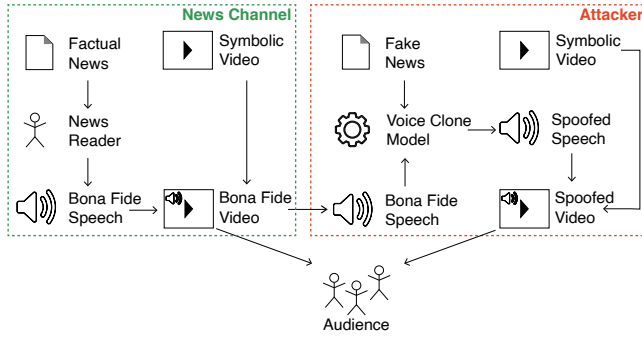 News Channel
Attacker
Factual
News
Symbolic
Video
Fake
News
Symbolic
Video
News
Reader
Voice Clone
Model
Spoofed
Speech
Bona Fide
Speech
Bona Fide
Video
Bona Fide
Speech
Spoofed
Video
Audience